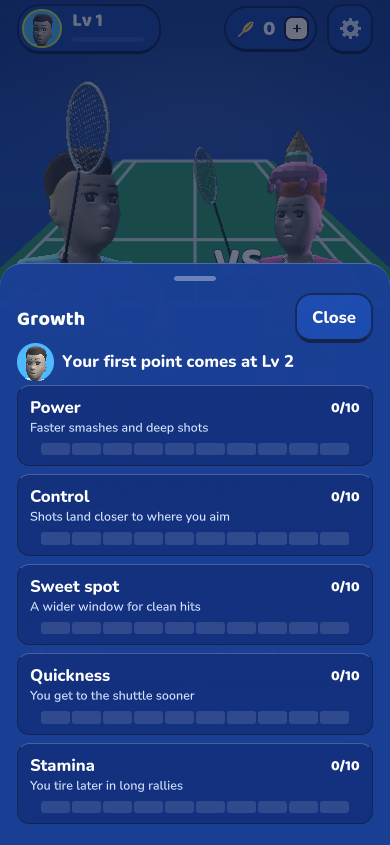 Lv 1
0
+
VS
Growth
Close
Your first point comes at Lv 2
Power
0/10
Faster smashes and deep shots
Control
0/10
Shots land closer to where you aim
Sweet spot
0/10
A wider window for clean hits
Quickness
0/10
You get to the shuttle sooner
Stamina
0/10
You tire later in long rallies